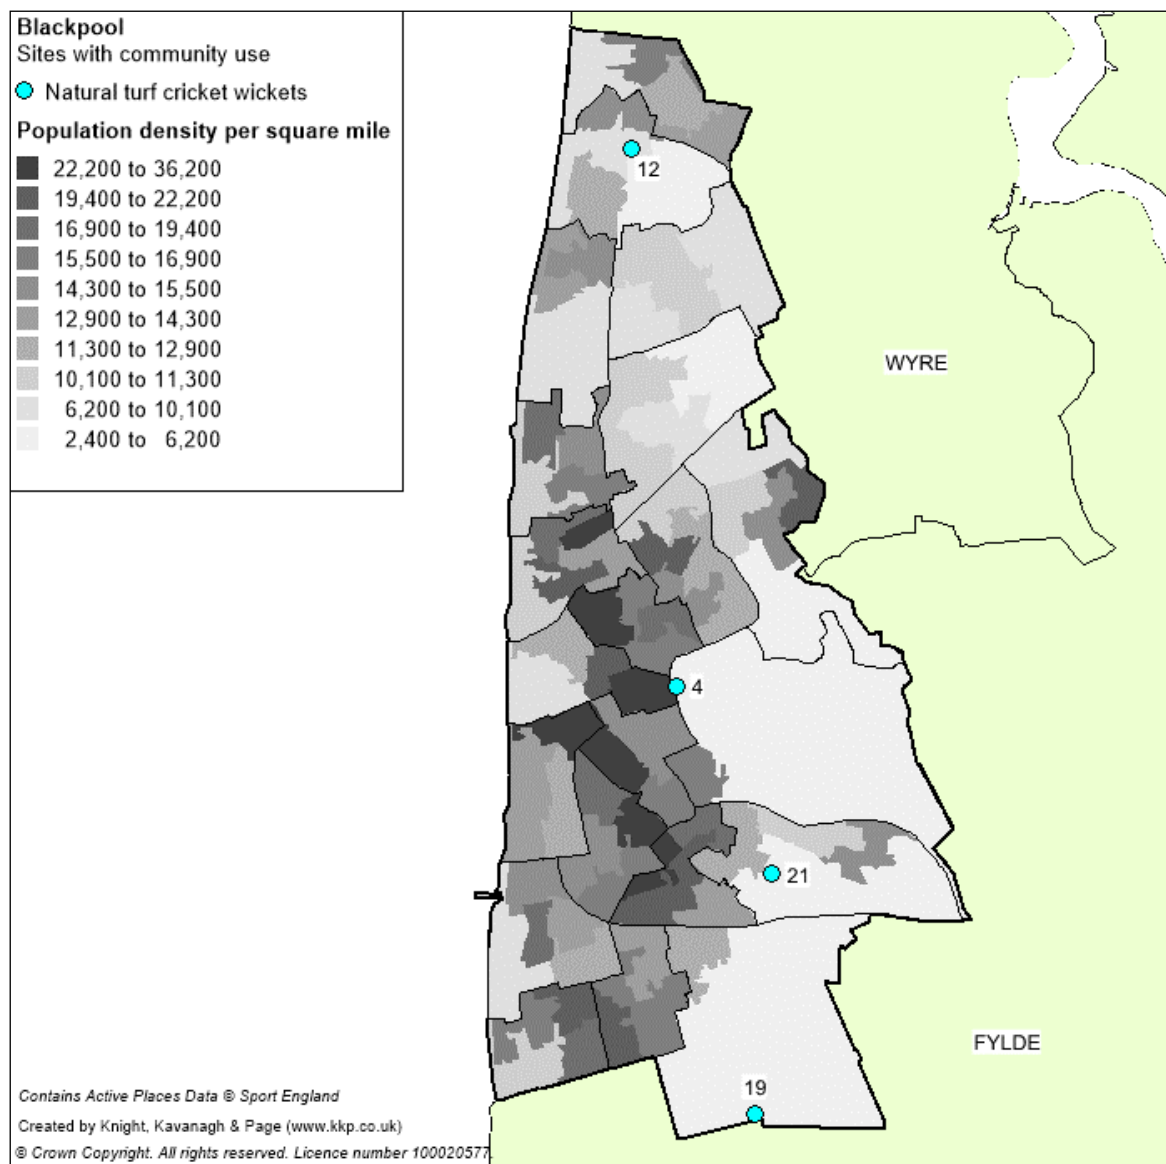 Blackpool
Sites with community use
Natural turf cricket wickets
Population density per square mile
22,200 to 36,200
19,400 to 22,200
16,900 to 19,400
15,500 to 16,900
14,300 to 15,500
12,900 to 14,300
11,300 to 12,900
10,100 to 11,300
6,200 to 10,100
2,400 to 6,200
12
WYRE
4
21
FYLDE
19
Contains Active Places Data © Sport England
Created by Knight, Kavanagh & Page (www.kkp.co.uk)
© Crown Copyright. All rights reserved. Licence number 100020577.